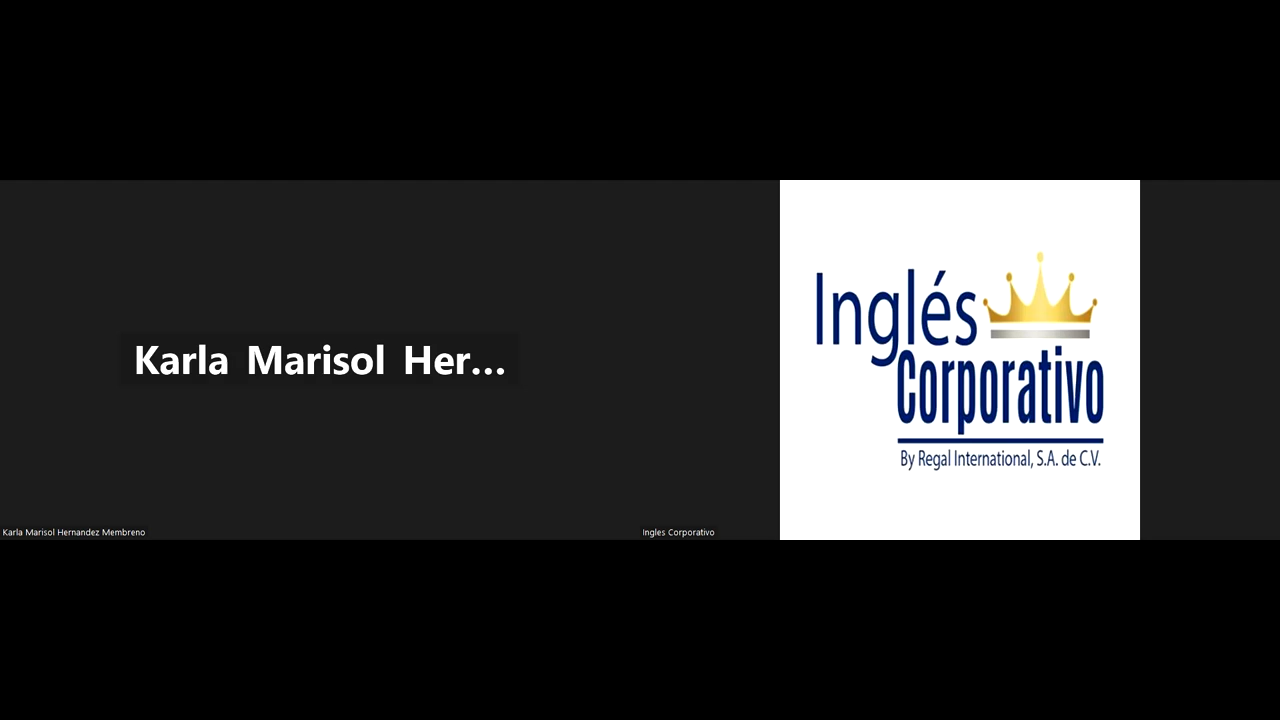 Karla Marisol Her...
Inglés
Corporativo
By Regal International, S.A. de C.V.
Karla Marisol Hernandez Membreno
Ingles Corporativo